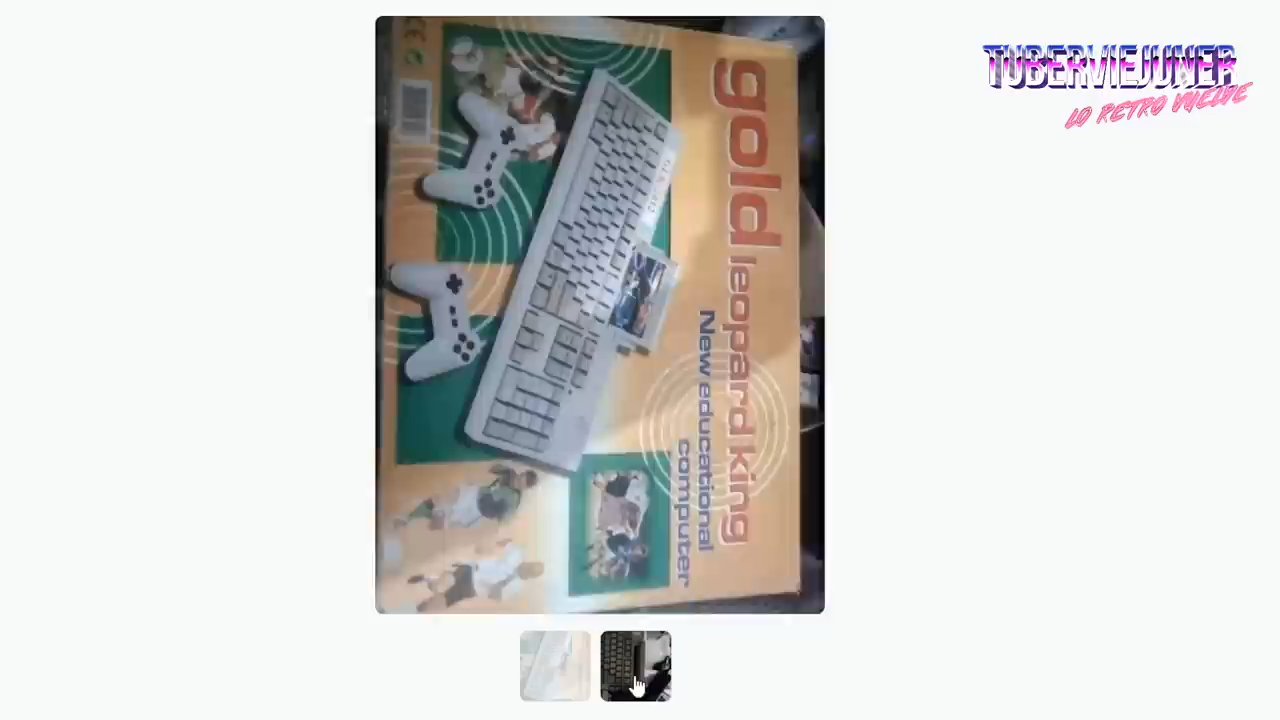 TUBERVIEJUNER
LO RETRO VUELVE
gold leopard king
New educational
computer